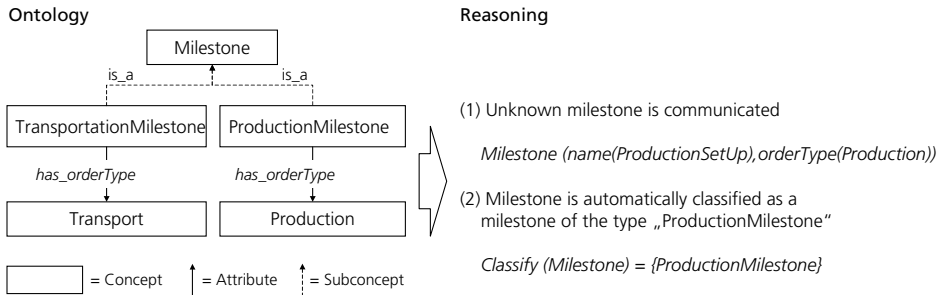 Ontology
Milestone
is_a is_a
TransportationMilestone ProductionMilestone
has_orderType has_orderType
Transport Production
= Concept = Attribute = Subconcept
Reasoning
(1) Unknown milestone is communicated
Milestone (name(ProductionSetUp),orderType(Production))
(2) Milestone is automatically classified as a
milestone of the type „ProductionMilestone“
Classify (Milestone) = {ProductionMilestone}